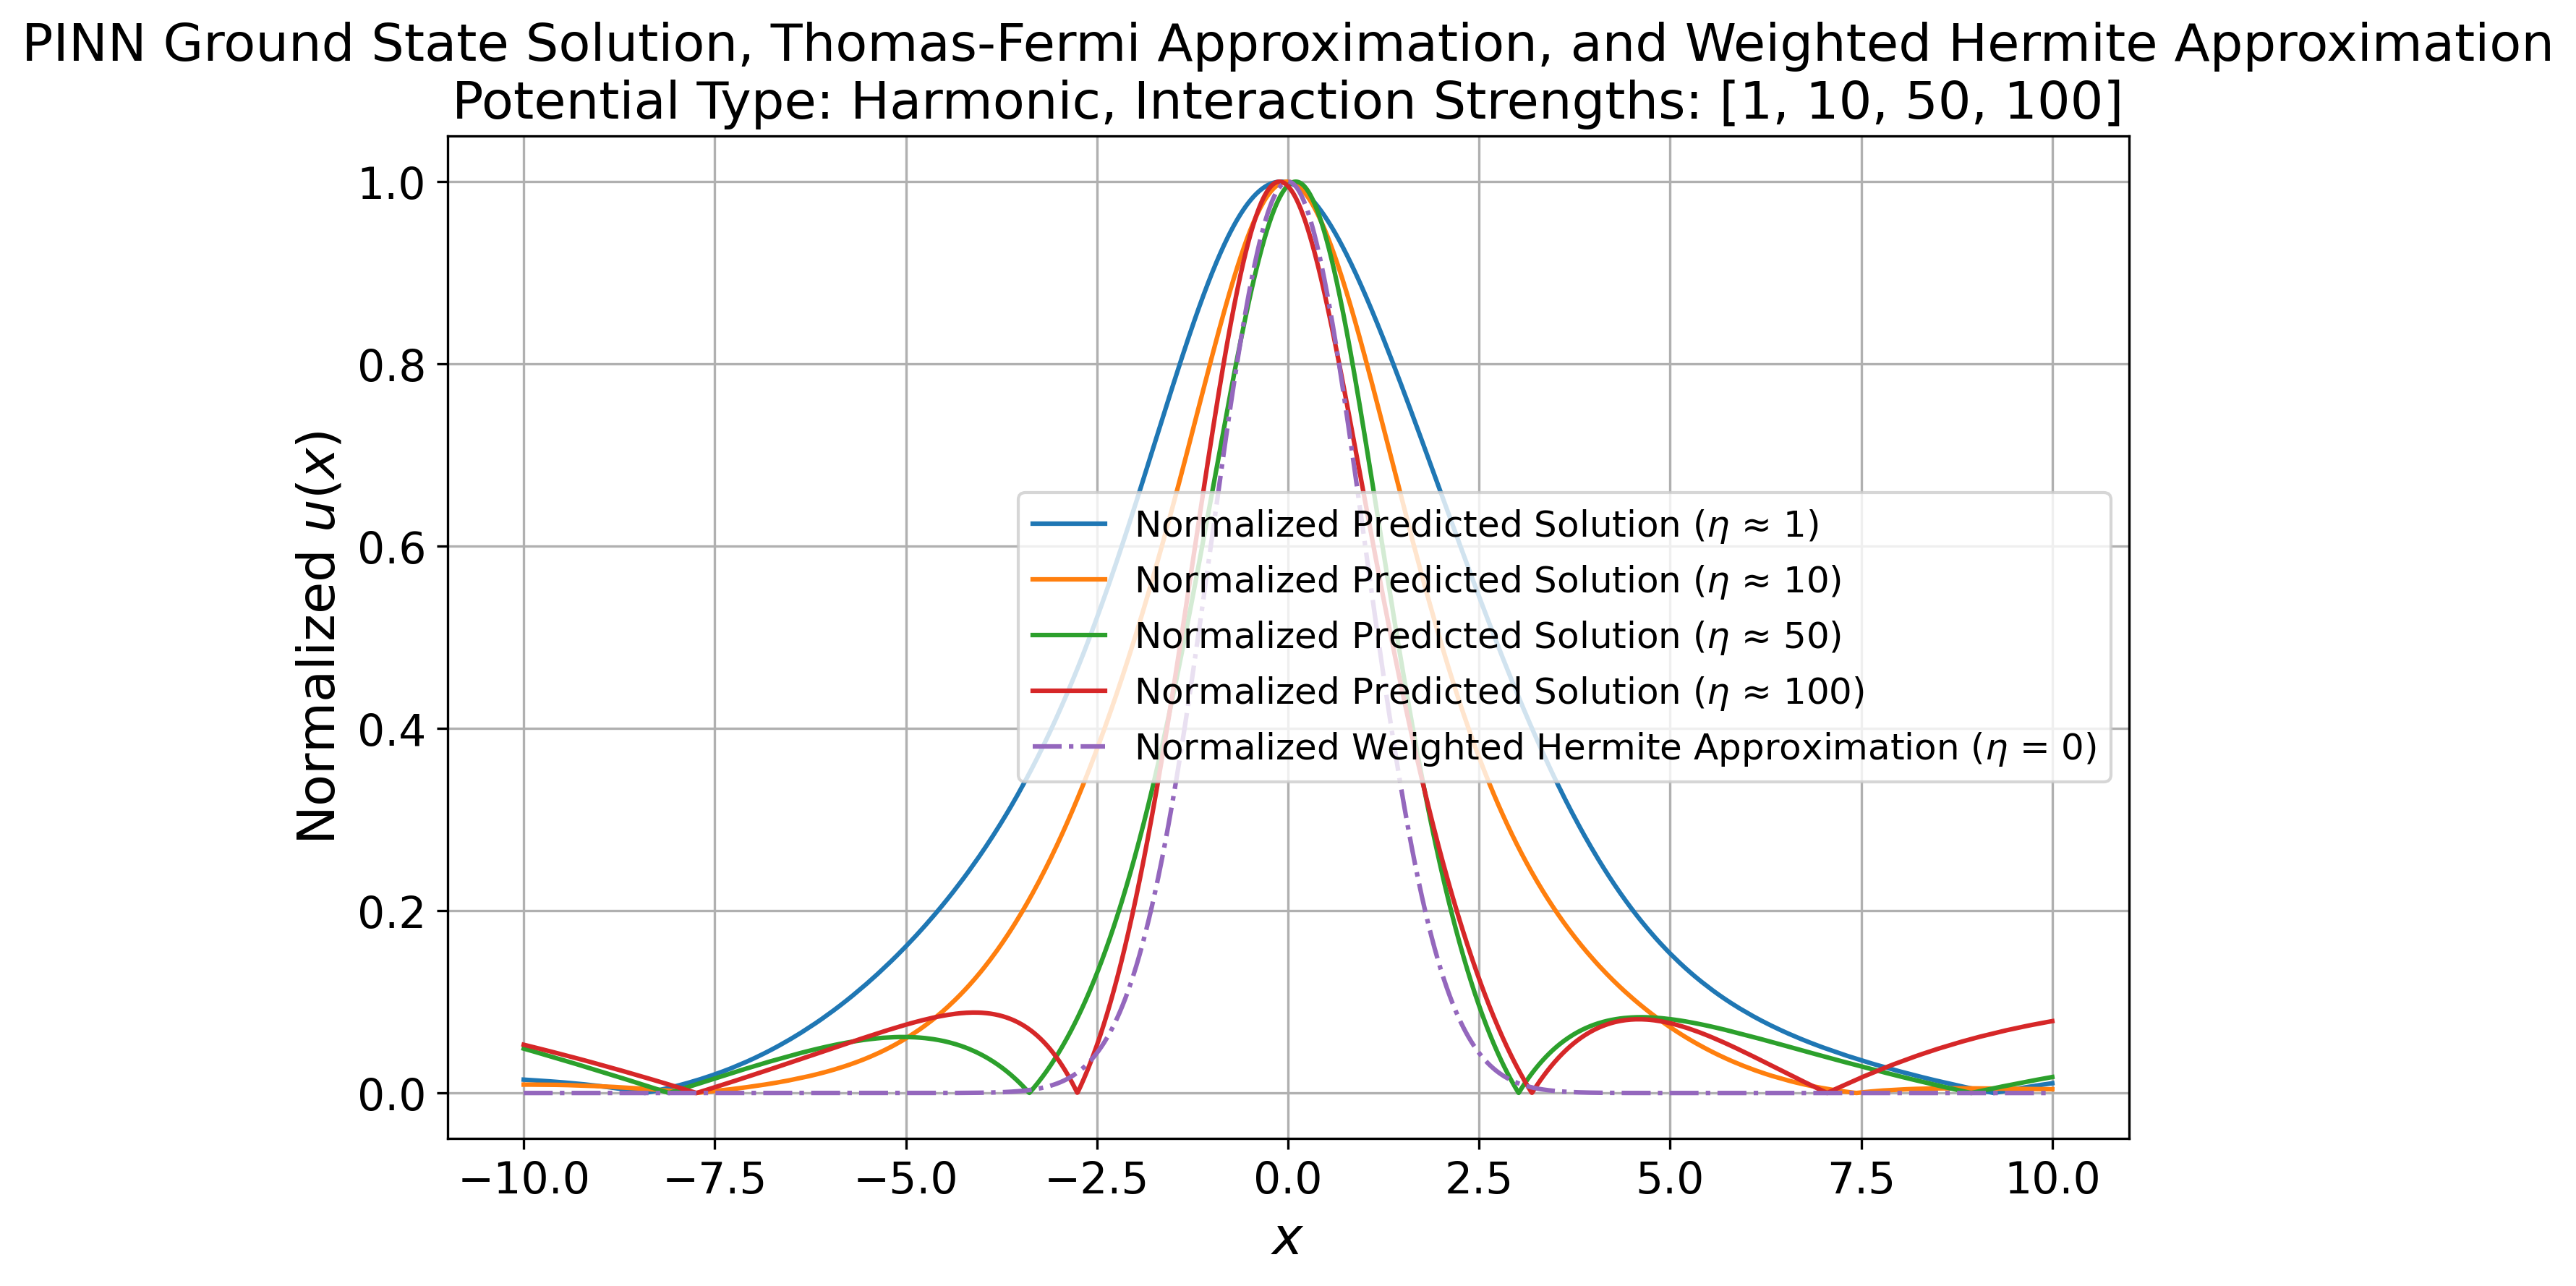 PINN Ground State Solution, Thomas-Fermi Approximation, and Weighted Hermite Approximation
Potential Type: Harmonic, Interaction Strengths: [1, 10, 50, 100]
1.0
0.8
0.6
0.4
0.2
0.0
Normalized u(x)
Normalized Predicted Solution (η ≈ 1)
Normalized Predicted Solution (η ≈ 10)
Normalized Predicted Solution (η ≈ 50)
Normalized Predicted Solution (η ≈ 100)
Normalized Weighted Hermite Approximation (η = 0)
−10.0 −7.5 −5.0 −2.5 0.0 2.5 5.0 7.5 10.0
x